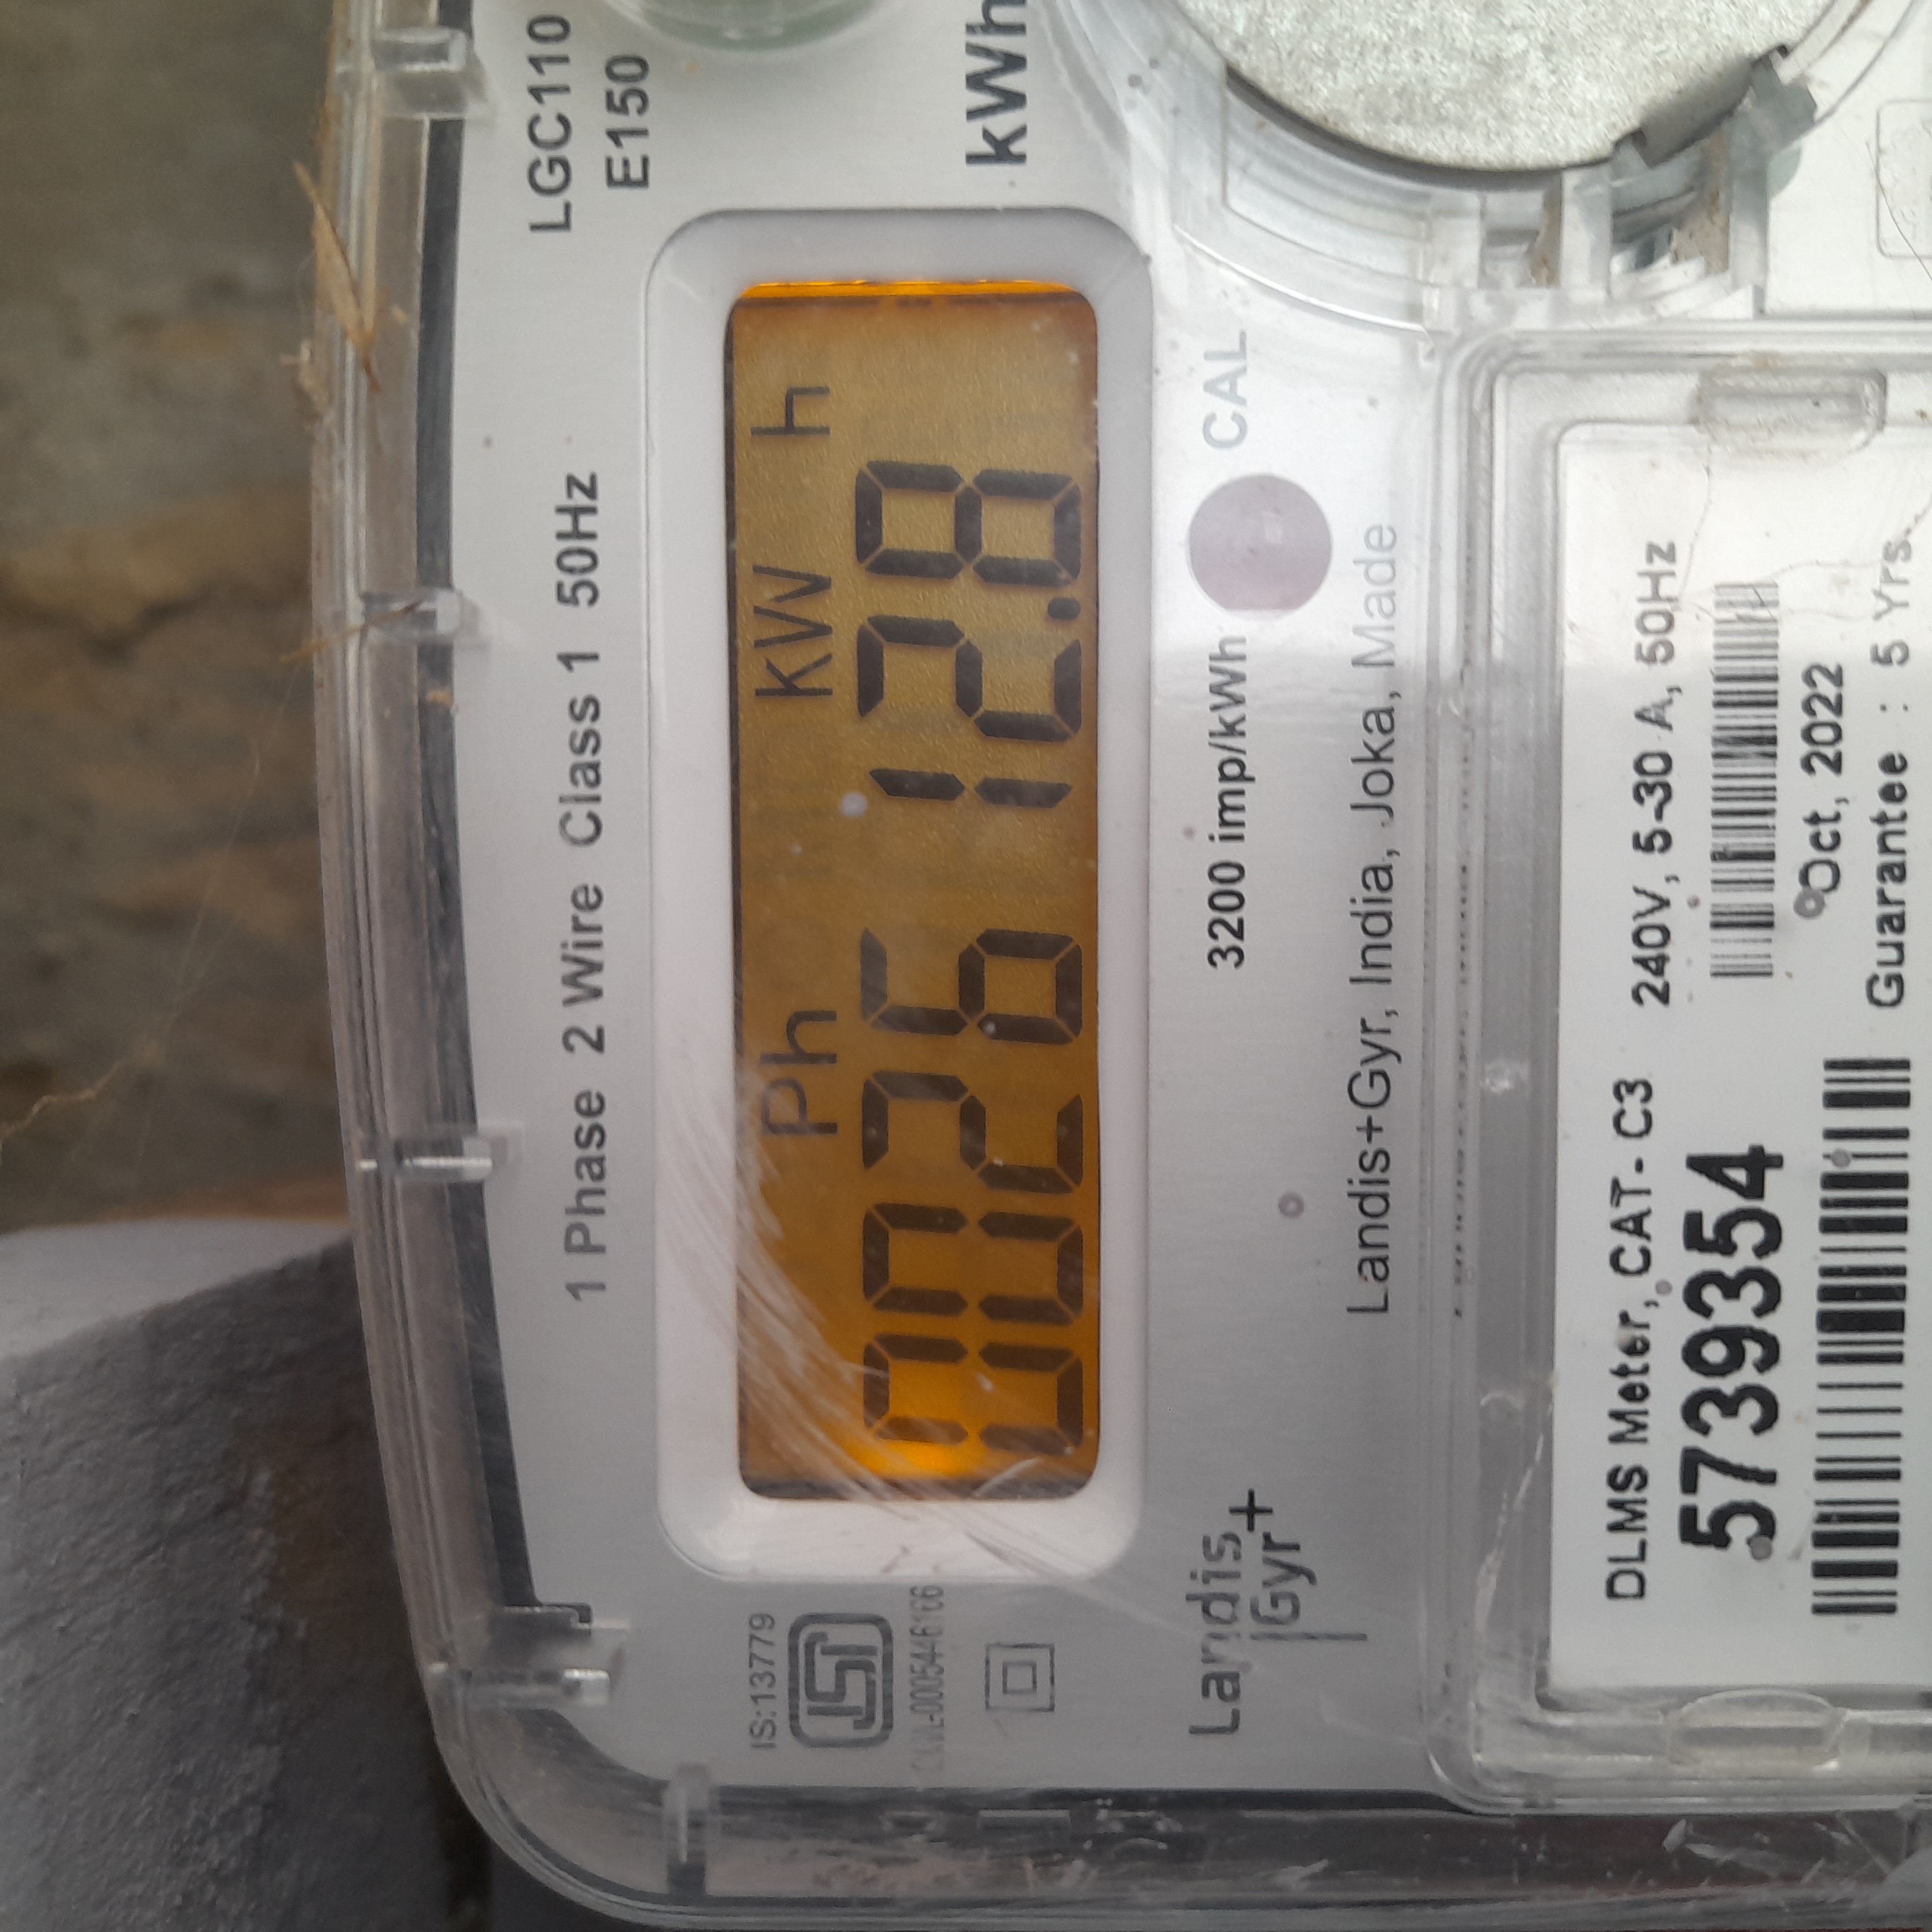 LGC110
E150
1 Phase 2 Wire Class 1 50Hz
kWh
Ph kW h
002612.8
IS:13779
3200 imp/kWh CAL
Landis
Gyr+
Landis+Gyr, India, Joka, Made
DLMS Meter, CAT- C3 240V, 5-30 A, 50Hz
5739354
Oct, 2022
Guarantee : 5 Yrs.